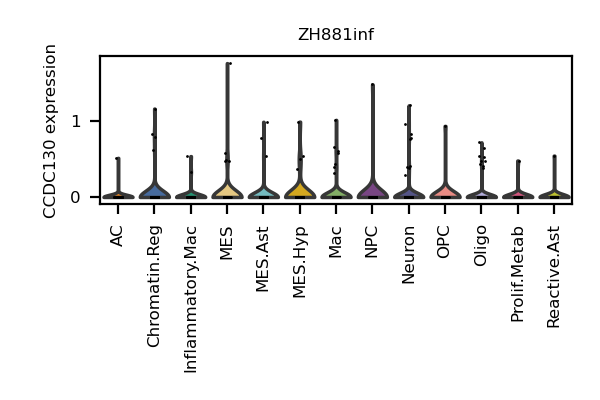 ZH881inf
CCDC130 expression
1
0
AC
Chromatin.Reg
Inflammatory.Mac
MES
MES.Ast
MES.Hyp
Mac
NPC
Neuron
OPC
Oligo
Prolif.Metab
Reactive.Ast